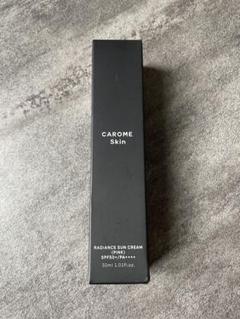 CAROME.
Skin
RADIANCE SUN CREAM
(PINK)
SPF50+/PA++++
30ml 1.01fl.oz.